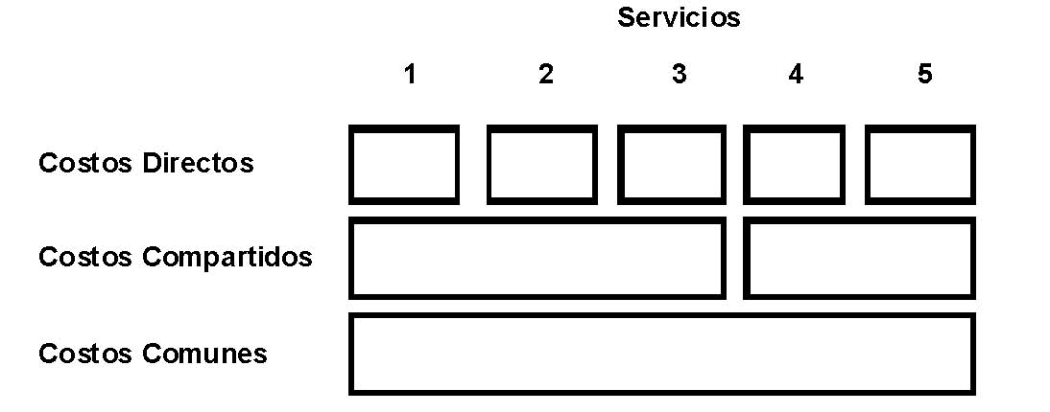 Servicios
1 2 3 4 5
Costos Directos
Costos Compartidos
Costos Comunes